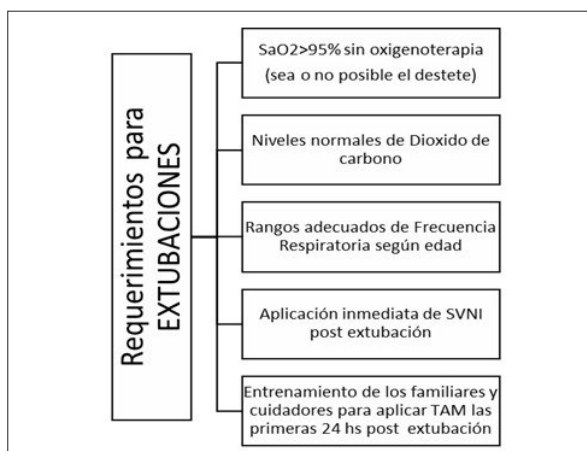 Requerimientos para
EXTUBACIONES
SaO2>95% sin oxigenoterapia
(sea o no posible el destete)
Niveles normales de Dioxido de
carbono
Rangos adecuados de Frecuencia
Respiratoria según edad
Aplicación inmediata de SVNI
post extubación
Entrenamiento de los familiares y
cuidadores para aplicar TAM las
primeras 24 hs post extubación